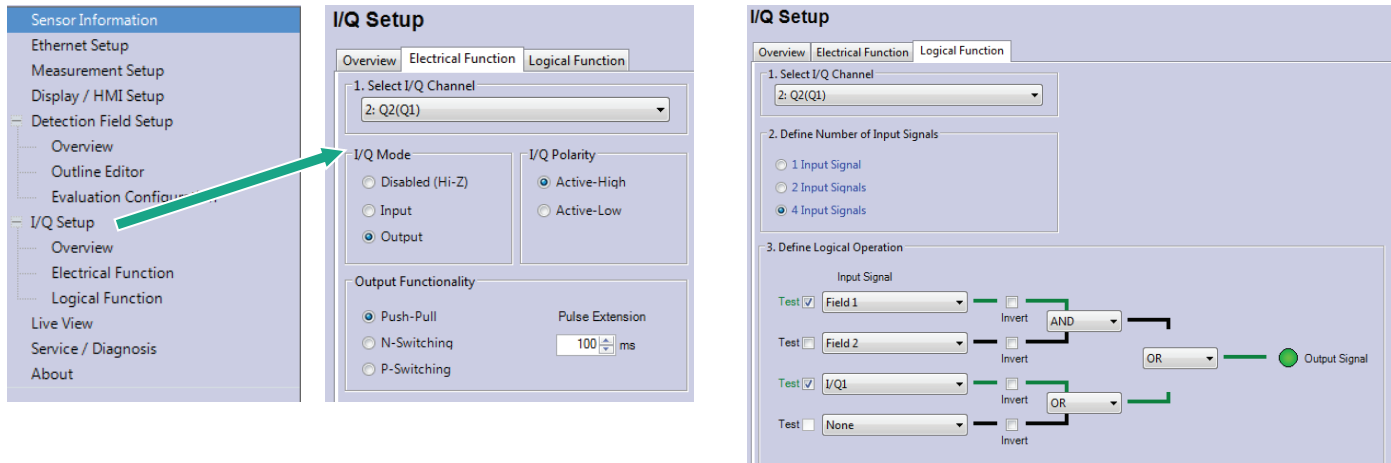 Sensor Information
Ethernet Setup
Measurement Setup
Display / HMI Setup
Detection Field Setup
Overview
Outline Editor
Evaluation Configuration
I/Q Setup
Overview
Electrical Function
Logical Function
Live View
Service / Diagnosis
About
I/Q Setup
Overview Electrical Function Logical Function
1. Select I/Q Channel
2: Q2(Q1)
I/Q Mode
Disabled (Hi-Z)
Input
Output
I/Q Polarity
Active-High
Active-Low
Output Functionality
Push-Pull
N-Switching
P-Switching
Pulse Extension
100 ms
I/Q Setup
Overview Electrical Function Logical Function
1. Select I/Q Channel
2: Q2(Q1)
2. Define Number of Input Signals
1 Input Signal
2 Input Signals
4 Input Signals
3. Define Logical Operation
Input Signal
Test Field 1
Invert
AND
Test Field 2
Invert
OR
Output Signal
Test I/Q1
Invert
OR
Test None
Invert